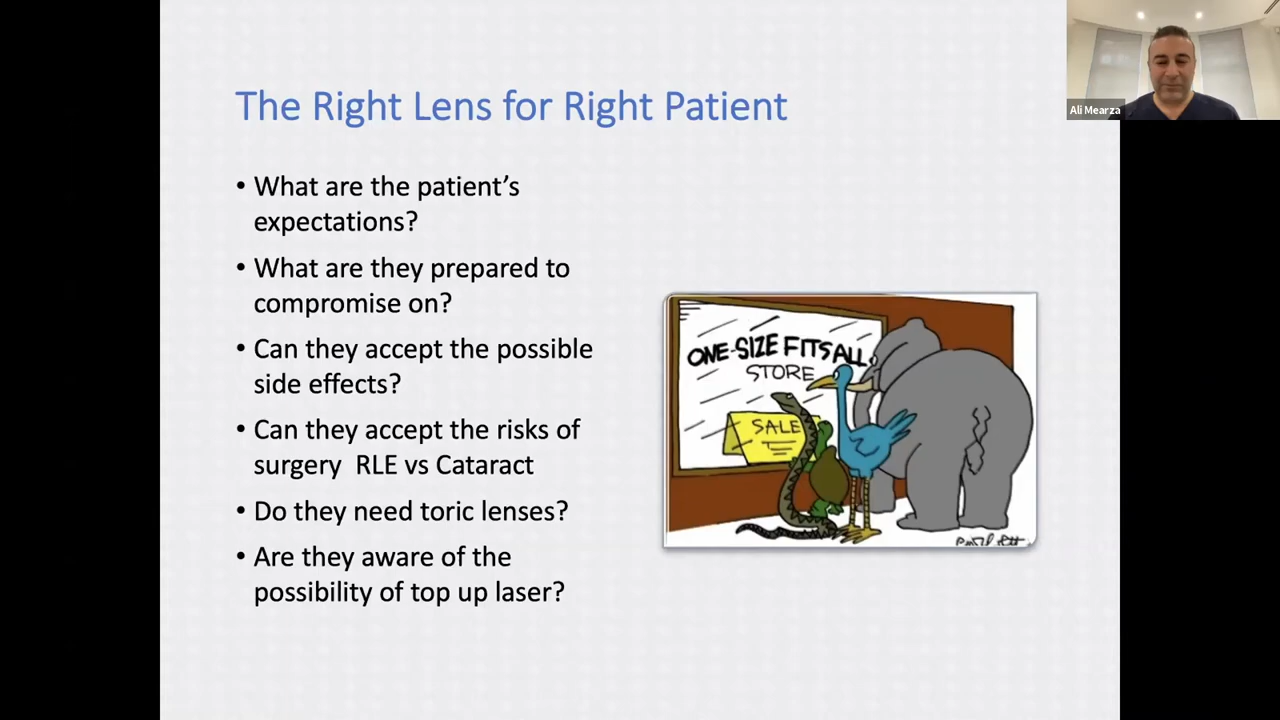 The Right Lens for Right Patient
• What are the patient’s
expectations?
• What are they prepared to
compromise on?
• Can they accept the possible
side effects?
• Can they accept the risks of
surgery  RLE vs Cataract
• Do they need toric lenses?
• Are they aware of the
possibility of top up laser?
ONE-SIZE FITS ALL
STORE
SALE
Ali Mearza